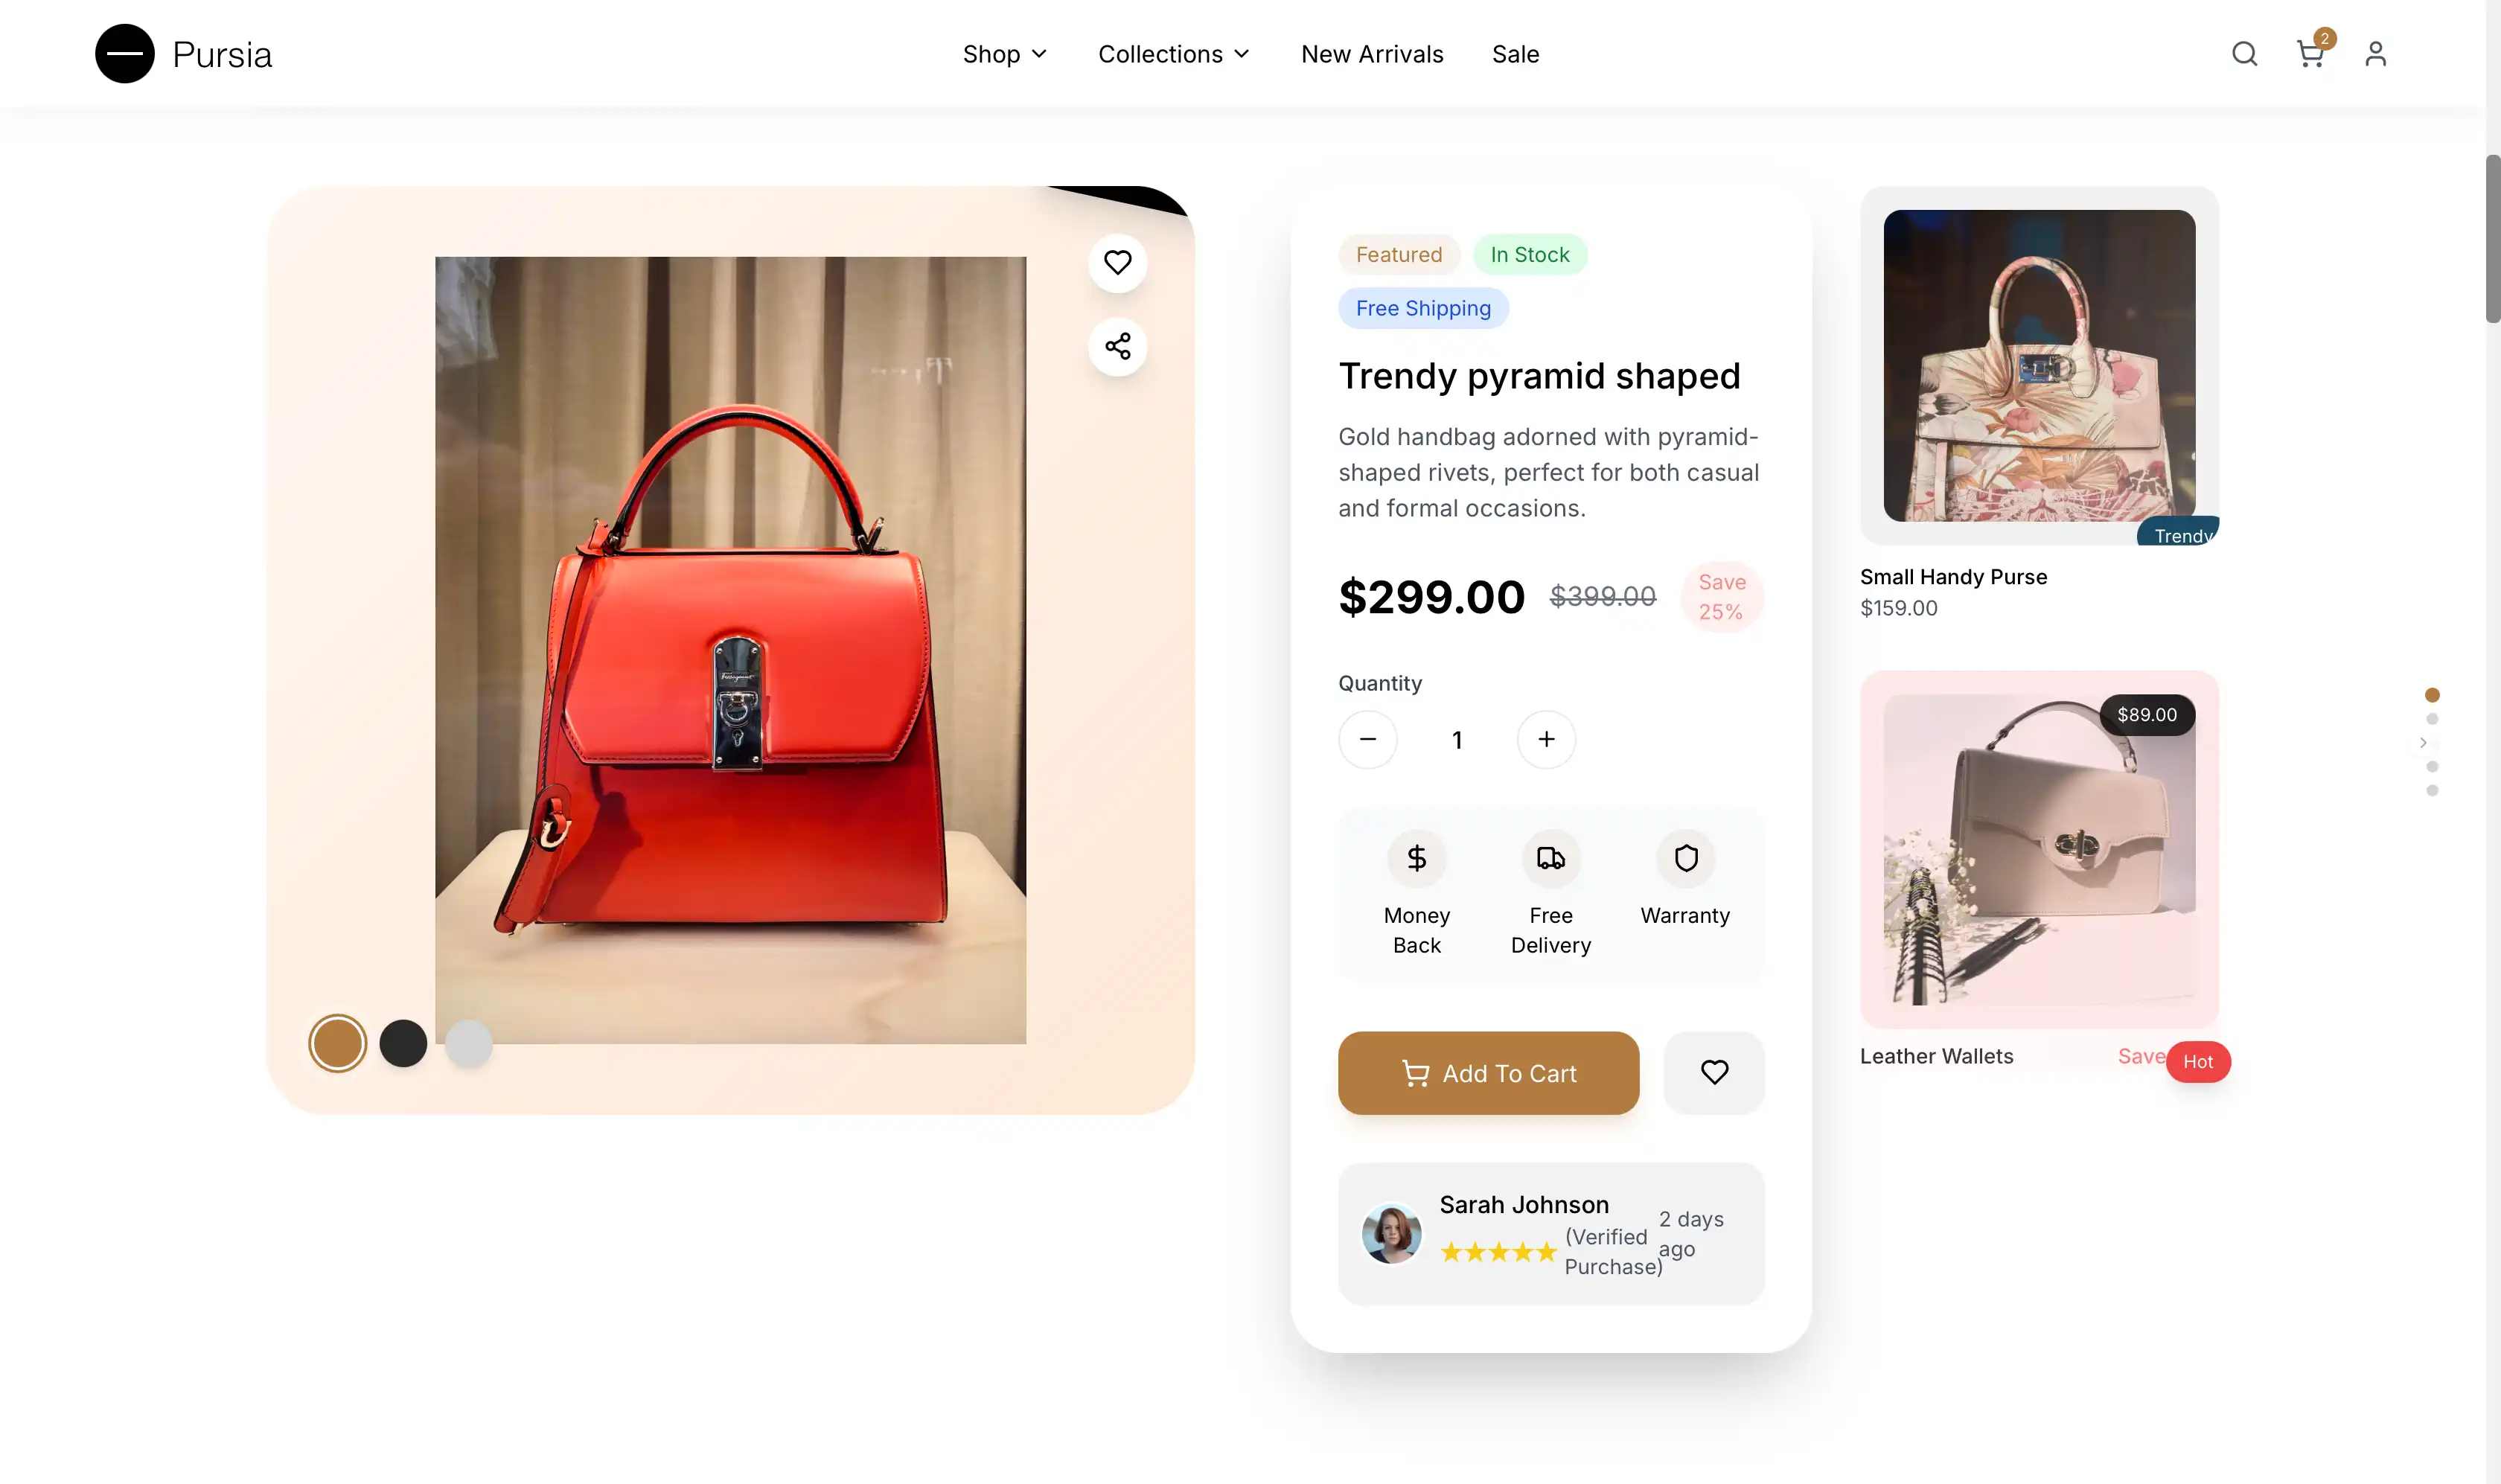 Pursia
Shop
Collections
New Arrivals
Sale
2
Featured
In Stock
Free Shipping
Trendy pyramid shaped
Gold handbag adorned with pyramid-
shaped rivets, perfect for both casual
and formal occasions.
$299.00
$399.00
Save
25%
Quantity
1
Money
Back
Free
Delivery
Warranty
Add To Cart
Sarah Johnson
★★★★★
(Verified
Purchase)
2 days
ago
Trendy
Small Handy Purse
$159.00
$89.00
Leather Wallets
Save
Hot